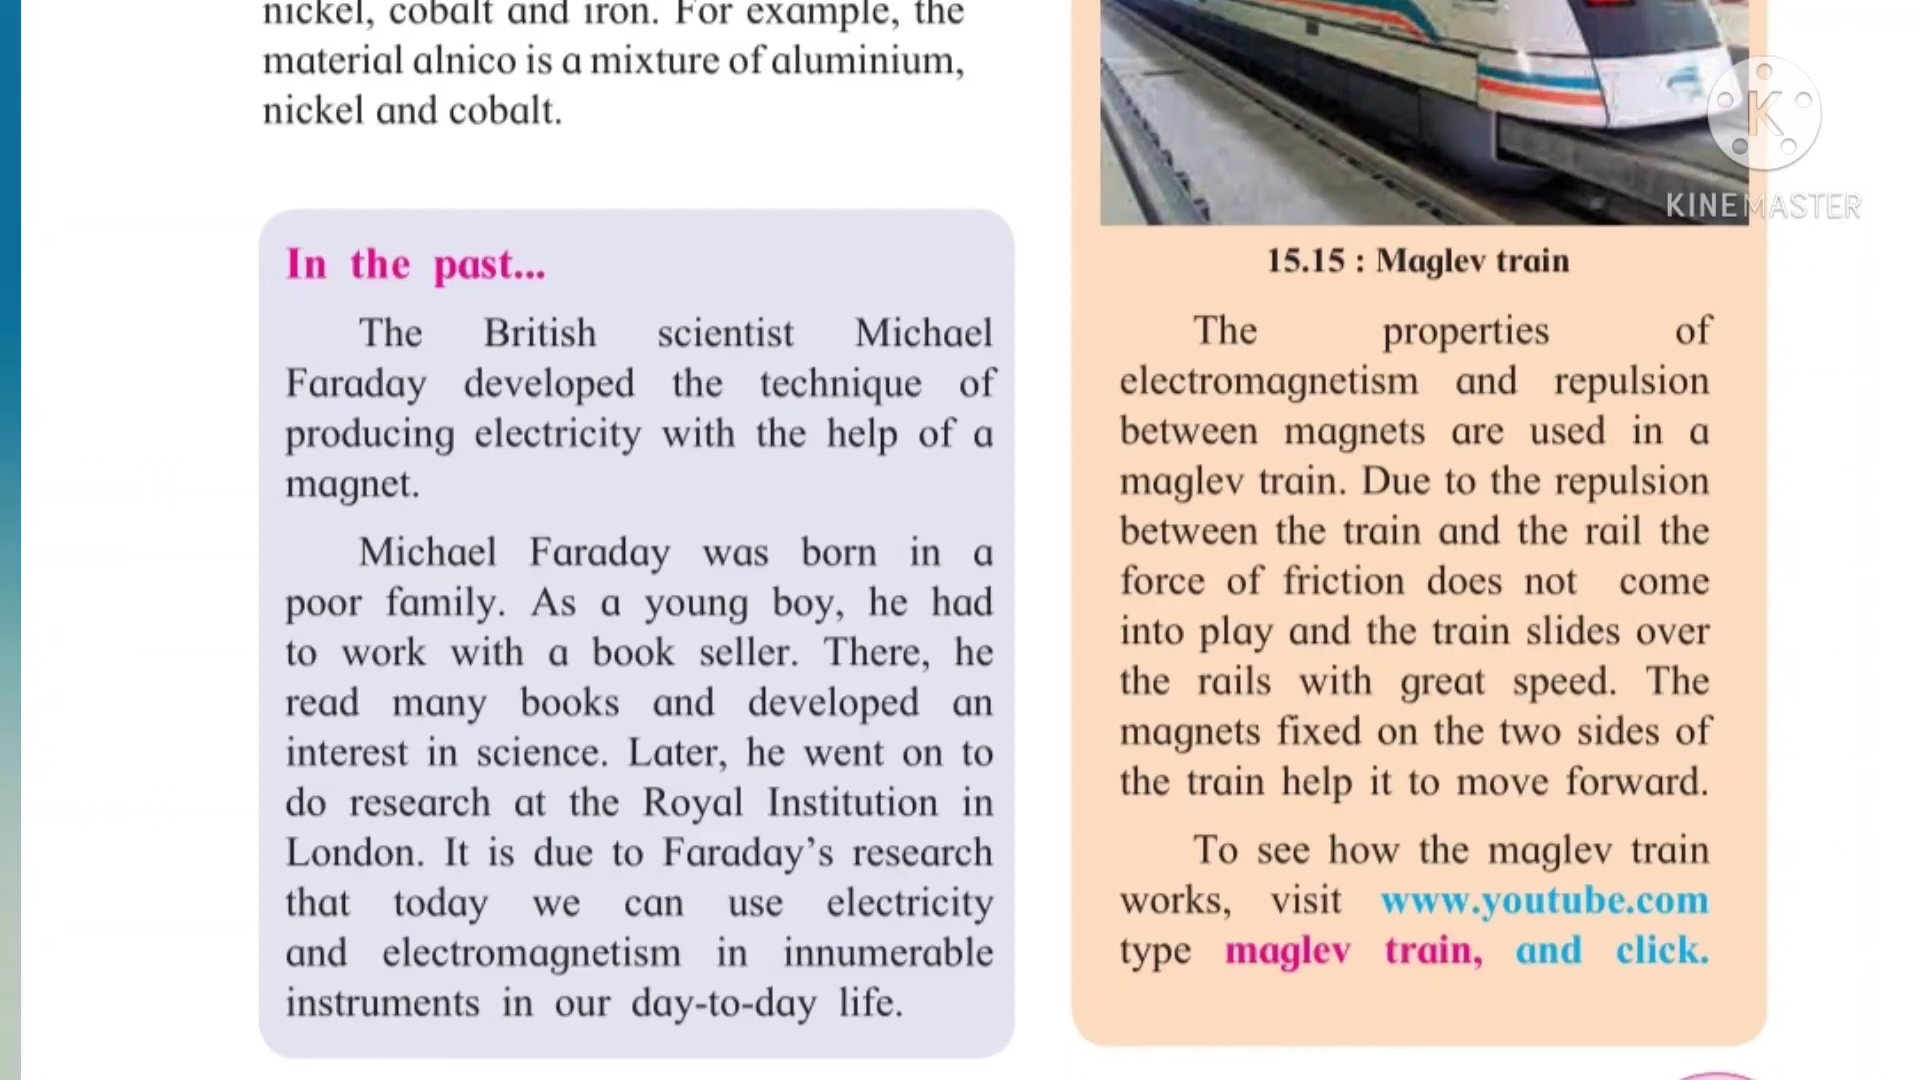 nickel, cobalt and iron. For example, the
material alnico is a mixture of aluminium,
nickel and cobalt.
In the past...
The British scientist Michael
Faraday developed the technique of
producing electricity with the help of a
magnet.
Michael Faraday was born in a
poor family. As a young boy, he had
to work with a book seller. There, he
read many books and developed an
interest in science. Later, he went on to
do research at the Royal Institution in
London. It is due to Faraday’s research
that today we can use electricity
and electromagnetism in innumerable
instruments in our day-to-day life.
K
KINEMASTER
15.15 : Maglev train
The properties of
electromagnetism and repulsion
between magnets are used in a
maglev train. Due to the repulsion
between the train and the rail the
force of friction does not come
into play and the train slides over
the rails with great speed. The
magnets fixed on the two sides of
the train help it to move forward.
To see how the maglev train
works, visit www.youtube.com
type maglev train, and click.